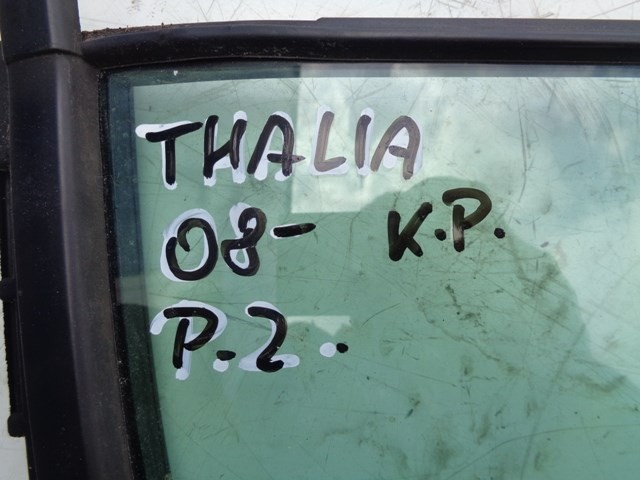 THALIA
08- K.P.
P.2.